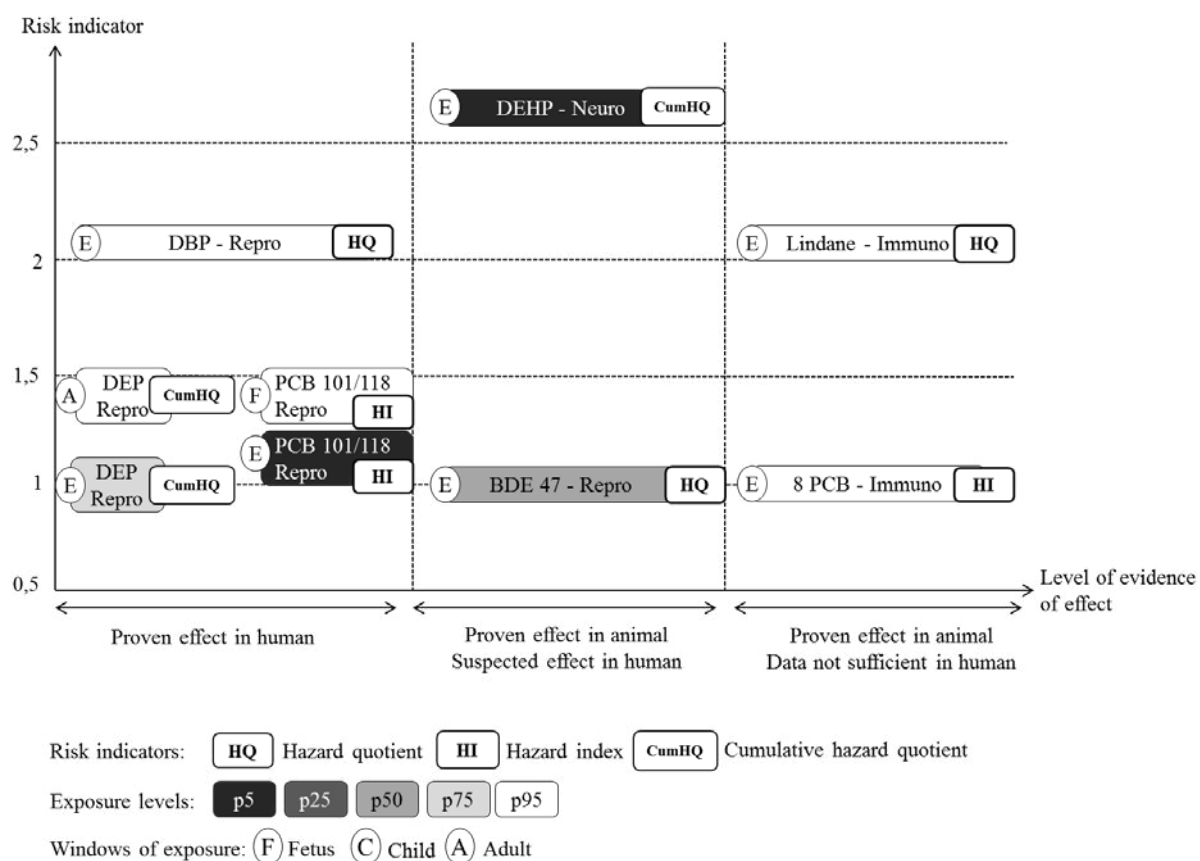 Risk indicator
E DEHP - Neuro CumHQ
2,5
E DBP - Repro HQ
E Lindane - Immuno HQ
2
1,5
A DEP
Repro CumHQ
F PCB 101/118
Repro HI
E PCB 101/118
Repro HI
E DEP
Repro CumHQ
1
E BDE 47 - Repro HQ
E 8 PCB - Immuno HI
0,5
Level of evidence
of effect
Proven effect in human
Proven effect in animal
Suspected effect in human
Proven effect in animal
Data not sufficient in human
Risk indicators: HQ Hazard quotient HI Hazard index CumHQ Cumulative hazard quotient
Exposure levels: p5 p25 p50 p75 p95
Windows of exposure: F Fetus C Child A Adult